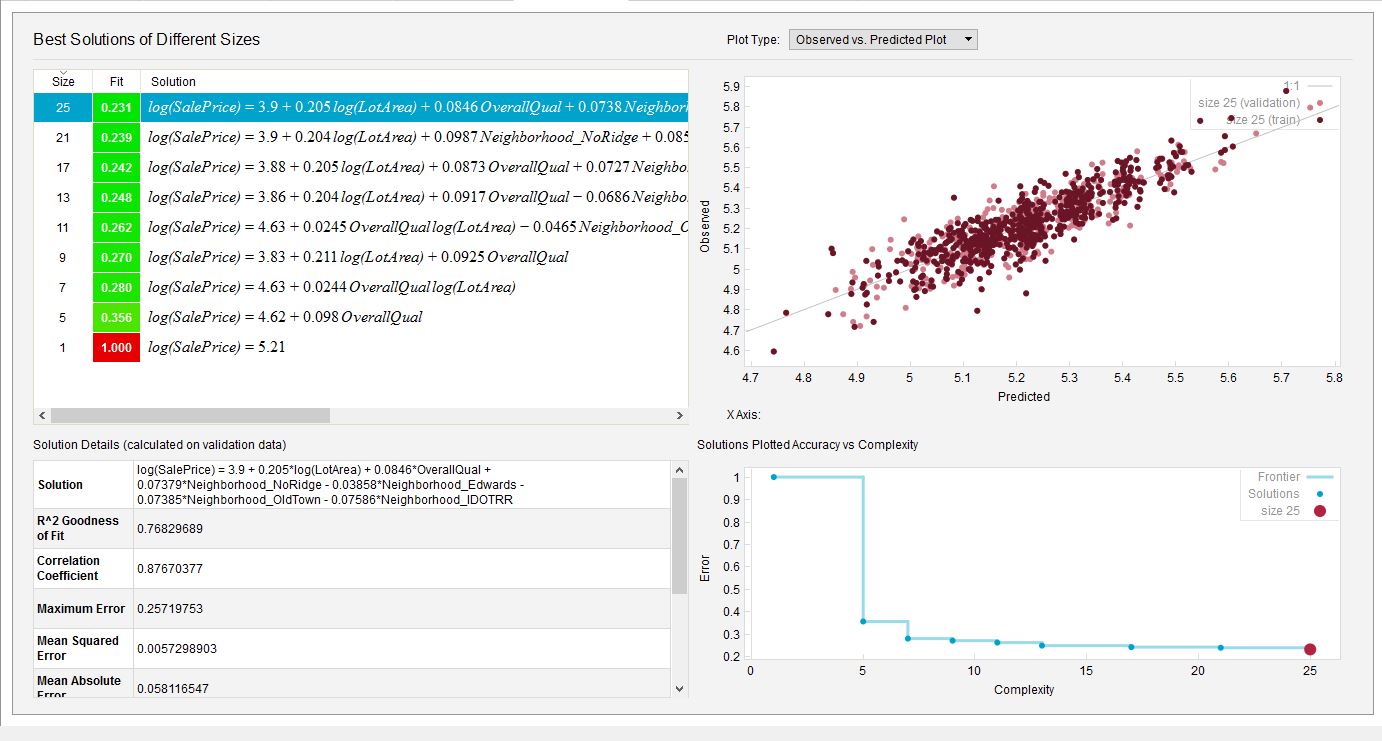 Best Solutions of Different Sizes
Plot Type: Observed vs. Predicted Plot
Size Fit Solution
25 0.231 log(SalePrice) = 3.9 + 0.205 log(LotArea) + 0.0846 OverallQual + 0.0738 Neighborh
21 0.239 log(SalePrice) = 3.9 + 0.204 log(LotArea) + 0.0987 Neighborhood_NoRidge + 0.085
17 0.242 log(SalePrice) = 3.88 + 0.205 log(LotArea) + 0.0873 OverallQual + 0.0727 Neighbo
13 0.248 log(SalePrice) = 3.86 + 0.204 log(LotArea) + 0.0917 OverallQual − 0.0686 Neighbo
11 0.262 log(SalePrice) = 4.63 + 0.0245 OverallQual log(LotArea) − 0.0465 Neighborhood_O
9 0.270 log(SalePrice) = 3.83 + 0.211 log(LotArea) + 0.0925 OverallQual
7 0.280 log(SalePrice) = 4.63 + 0.0244 OverallQual log(LotArea)
5 0.356 log(SalePrice) = 4.62 + 0.098 OverallQual
1 1.000 log(SalePrice) = 5.21
5.9
5.8
5.7
5.6
5.5
5.4
5.3
5.2
5.1
5
4.9
4.8
4.7
4.6
Observed
1:1
size 25 (validation)
size 25 (train)
4.7 4.8 4.9 5 5.1 5.2 5.3 5.4 5.5 5.6 5.7 5.8
Predicted
X Axis:
Solution Details (calculated on validation data)
Solution
log(SalePrice) = 3.9 + 0.205*log(LotArea) + 0.0846*OverallQual +
0.07379*Neighborhood_NoRidge - 0.03858*Neighborhood_Edwards -
0.07385*Neighborhood_OldTown - 0.07586*Neighborhood_IDOTRR
R^2 Goodness
of Fit
0.76829689
Correlation
Coefficient
0.87670377
Maximum Error 0.25719753
Mean Squared
Error
0.0057298903
Mean Absolute
Error
0.058116547
Solutions Plotted Accuracy vs Complexity
1
0.9
0.8
0.7
0.6
0.5
0.4
0.3
0.2
Error
Frontier
Solutions
size 25
0 5 10 15 20 25
Complexity